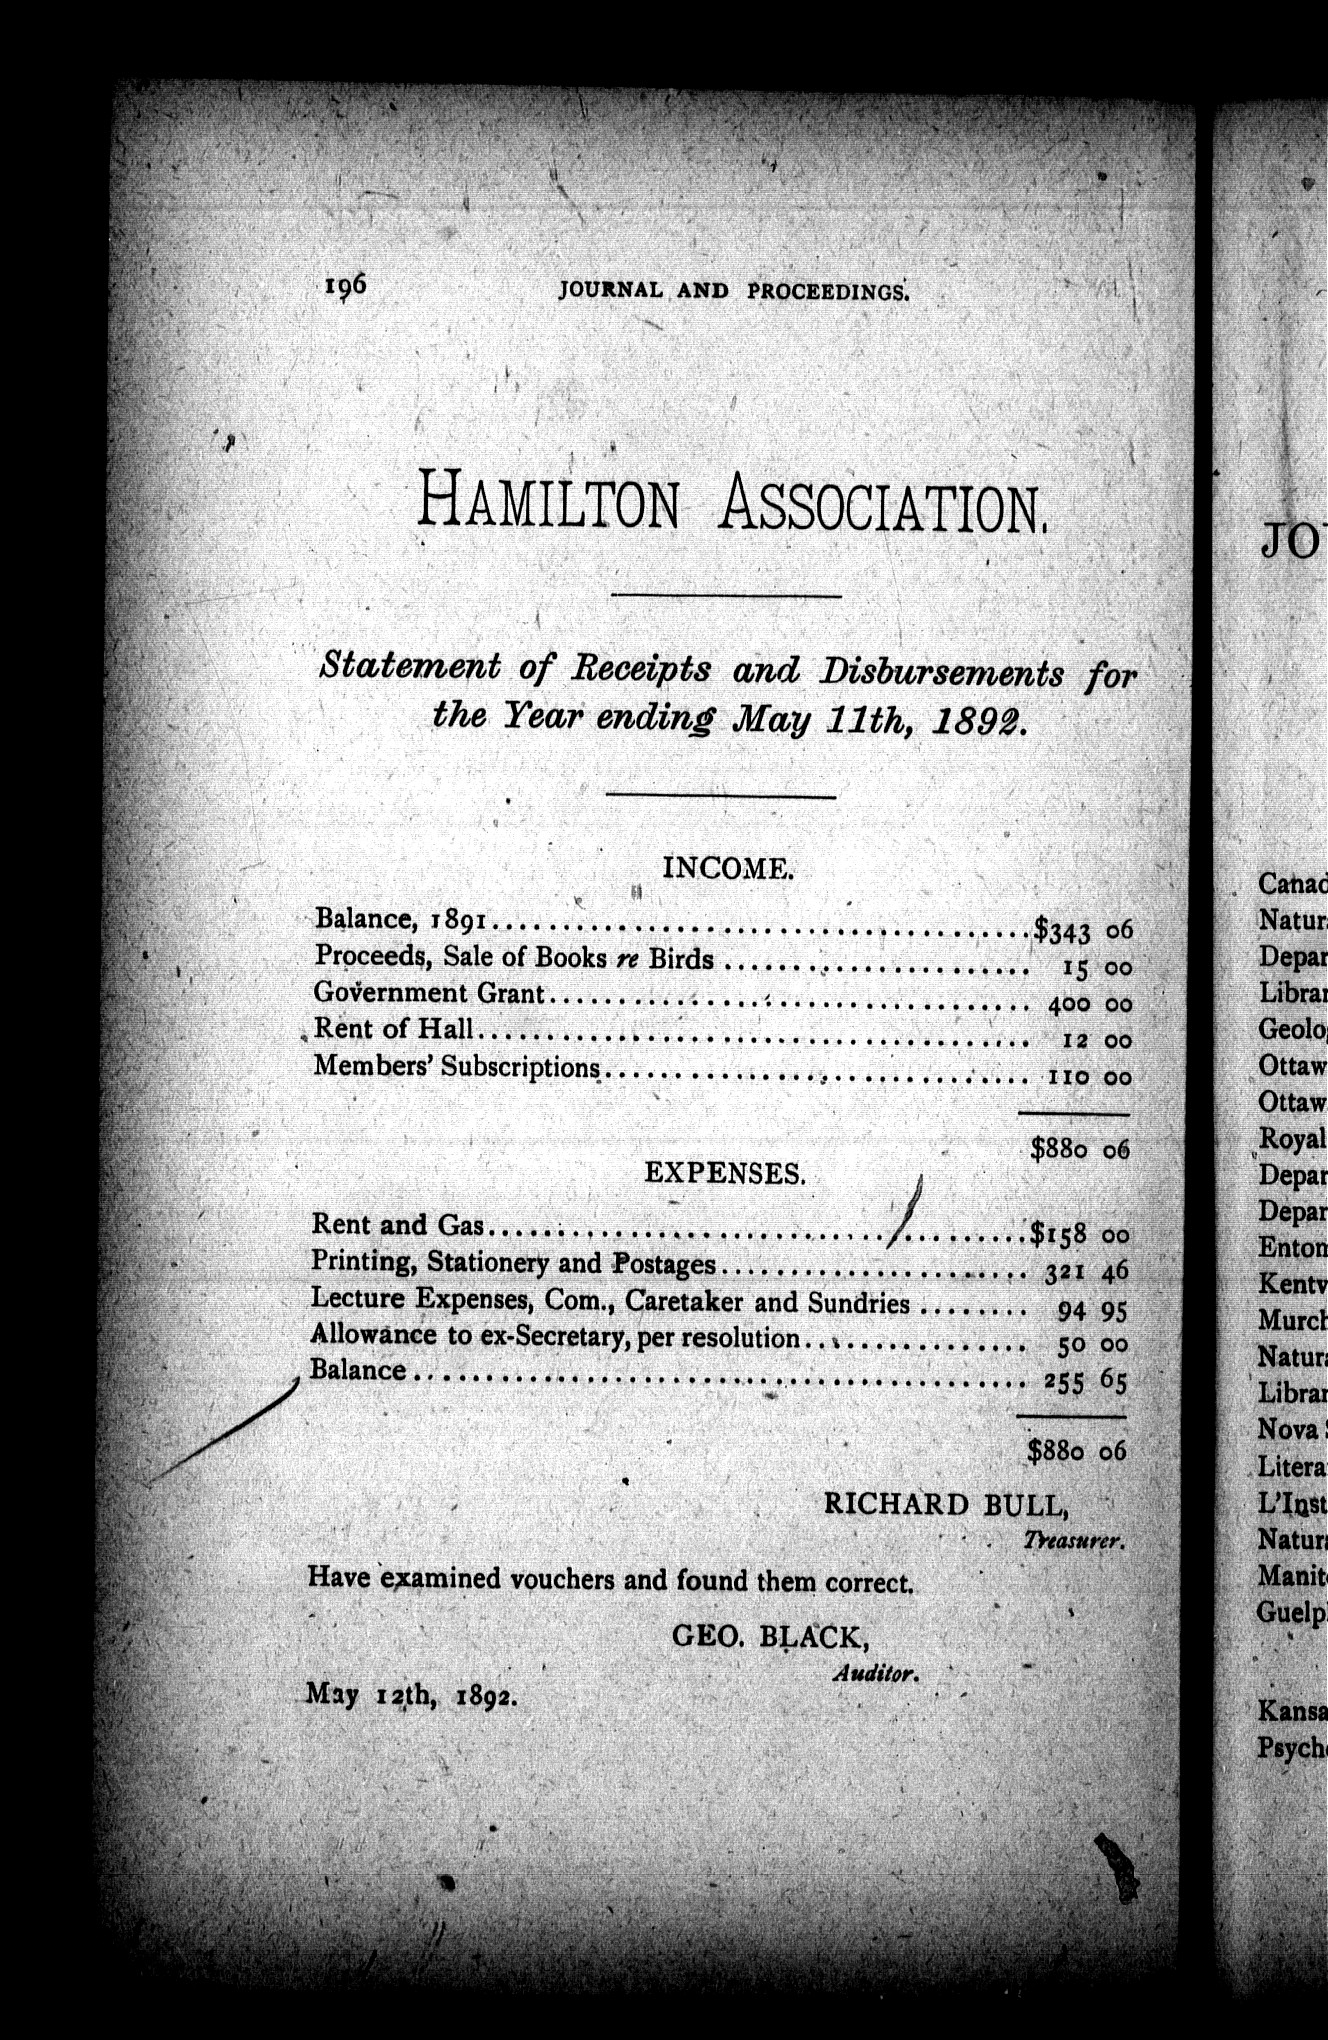 196 JOURNAL AND PROCEEDINGS.
HAMILTON ASSOCIATION.
Statement of Receipts and Disbursements for
the Year ending May 11th, 1892.
INCOME.
Balance, 1891........................................$343 06
Proceeds, Sale of Books re Birds ...................... 15 00
Government Grant.................................. 400 00
Rent of Hall....................................... 12 00
Members' Subscriptions.............................. 110 00
$880 06
EXPENSES.
Rent and Gas......................................$158 00
Printing, Stationery and Postages...................... 321 46
Lecture Expenses, Com., Caretaker and Sundries ........ 94 95
Allowance to ex-Secretary, per resolution................ 50 00
Balance............................................ 255 65
$880 06
RICHARD BULL,
Treasurer.
Have examined vouchers and found them correct.
GEO. BLACK,
Auditor.
May 12th, 1892.
JO
Canad
Natur
Depar
Librar
Geolo
Ottaw
Ottaw
Royal
Depar
Depar
Entom
Kentv
Murch
Natur
Librar
Nova
Litera
L'Inst
Natur
Manit
Guelp
Kansa
Psych